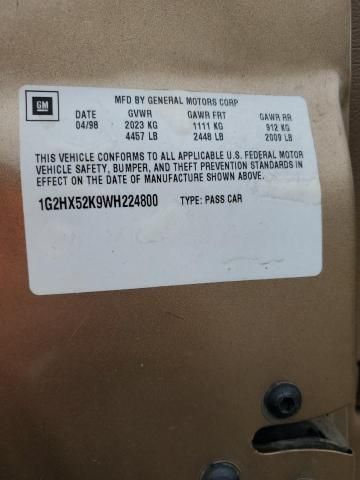 GM
MFD BY GENERAL MOTORS CORP
DATE GVWR GAWR FRT GAWR RR
04/98 2023 KG 1111 KG 912 KG
4457 LB 2448 LB 2009 LB
THIS VEHICLE CONFORMS TO ALL APPLICABLE U.S. FEDERAL MOTOR
VEHICLE SAFETY, BUMPER, AND THEFT PREVENTION STANDARDS IN
EFFECT ON THE DATE OF MANUFACTURE SHOWN ABOVE.
1G2HX52K9WH224800 TYPE: PASS CAR